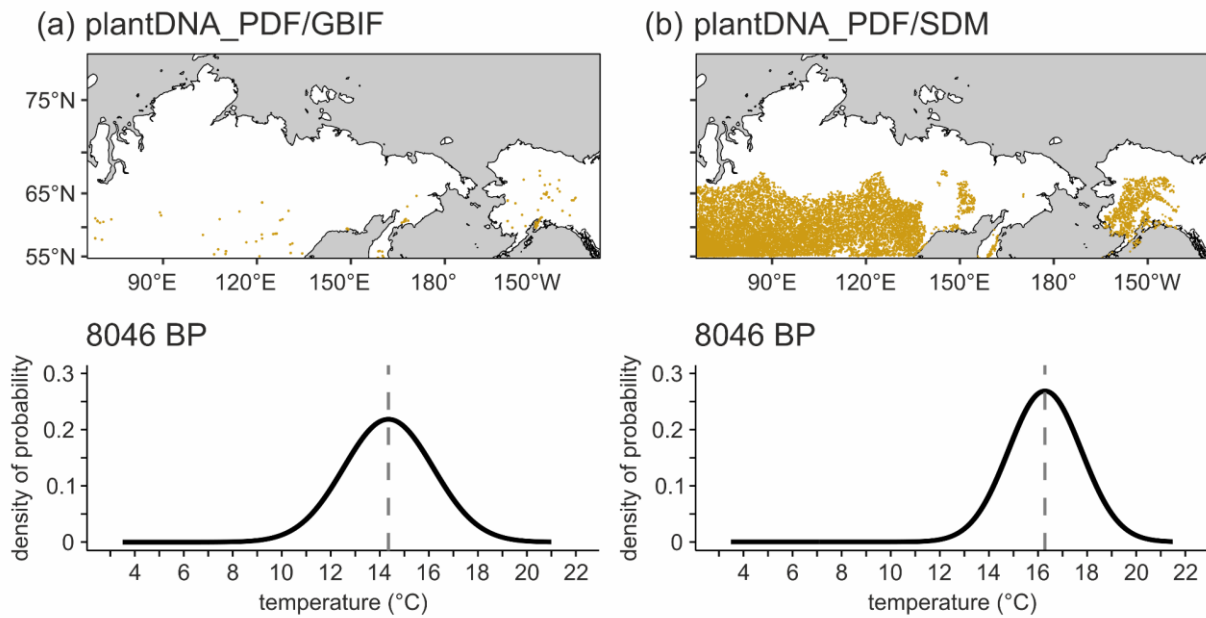 (a) plantDNA_PDF/GBIF
(b) plantDNA_PDF/SDM
75°N
65°N
55°N
90°E 120°E 150°E 180° 150°W
90°E 120°E 150°E 180° 150°W
8046 BP
density of probability
0.3
0.2
0.1
0
4 6 8 10 12 14 16 18 20 22
temperature (°C)
8046 BP
density of probability
0.3
0.2
0.1
0
4 6 8 10 12 14 16 18 20 22
temperature (°C)